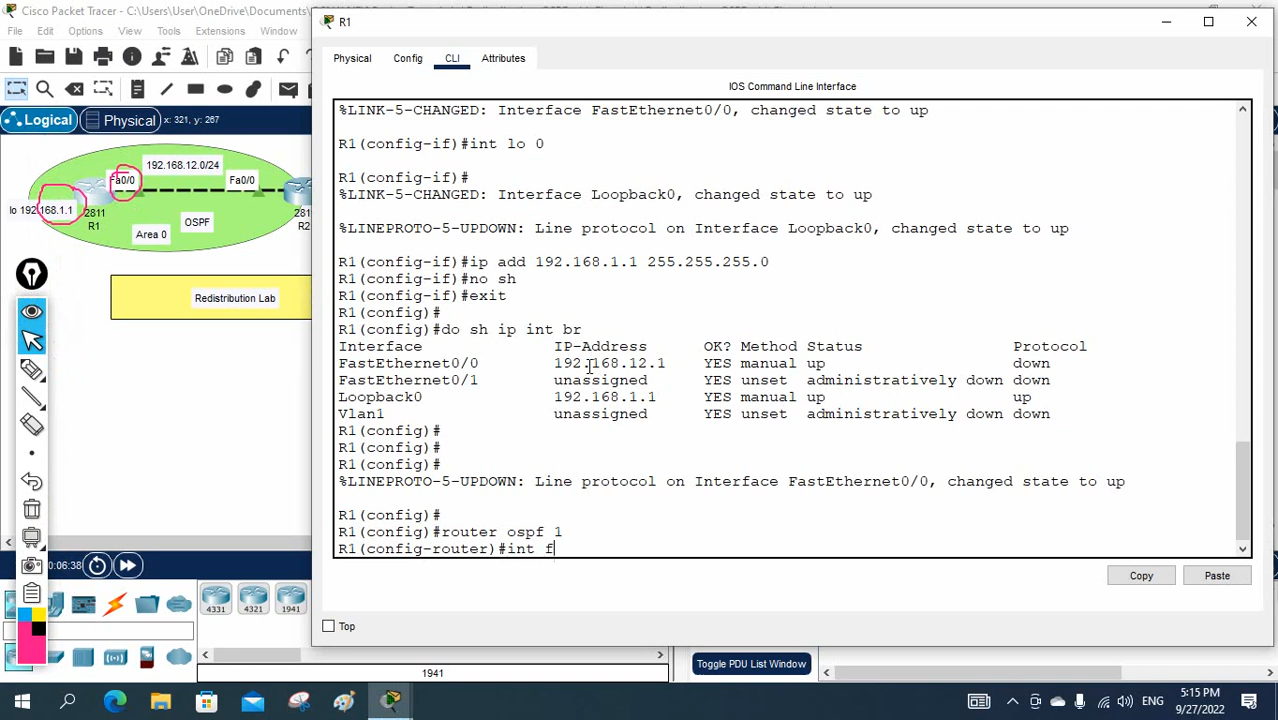 Cisco Packet Tracer - C:\Users\User\OneDrive\Documents\
File Edit Options View Tools Extensions Window
Logical Physical x: 321, y: 267
192.168.12.0/24
Fa0/0 Fa0/0
lo 192.168.1.1
2811
R1
R2
OSPF
Area 0
Redistribution Lab
0:06:38
4331 4321 1941
1941
R1
Physical Config CLI Attributes
IOS Command Line Interface
%LINK-5-CHANGED: Interface FastEthernet0/0, changed state to up
R1(config-if)#int lo 0
R1(config-if)#
%LINK-5-CHANGED: Interface Loopback0, changed state to up
%LINEPROTO-5-UPDOWN: Line protocol on Interface Loopback0, changed state to up
R1(config-if)#ip add 192.168.1.1 255.255.255.0
R1(config-if)#no sh
R1(config-if)#exit
R1(config)#
R1(config)#do sh ip int br
Interface IP-Address OK? Method Status Protocol
FastEthernet0/0 192.168.12.1 YES manual up down
FastEthernet0/1 unassigned YES unset administratively down down
Loopback0 192.168.1.1 YES manual up up
Vlan1 unassigned YES unset administratively down down
R1(config)#
R1(config)#
R1(config)#
%LINEPROTO-5-UPDOWN: Line protocol on Interface FastEthernet0/0, changed state to up
R1(config)#
R1(config)#router ospf 1
R1(config-router)#int f
Copy Paste
Top
Toggle PDU List Window
ENG
5:15 PM
9/27/2022